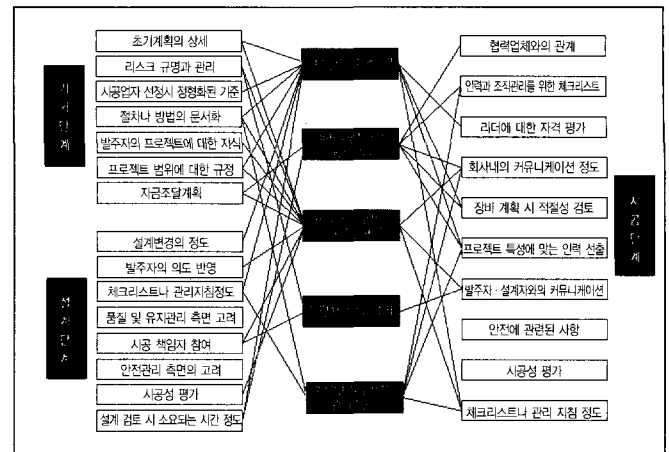 초기계획의 상세
리스크 규명과 관리
시공업자 선정시 정형화된 기준
절차나 방법의 문서화
발주자의 프로젝트에 대한 지식
프로젝트 범위에 대한 규정
자금조달계획
설계단계
설계변경의 정도
발주자의 의도 반영
체크리스트나 관리지침정도
품질 및 유지관리 측면 고려
시공 책임자 참여
안전관리 측면의 고려
시공성 평가
설계 검토 시 소요되는 시간 정도
협력업체와의 관계
인력과 조직관리를 위한 체크리스트
리더에 대한 자격 평가
회사내의 커뮤니케이션 정도
장비 계획 시 적절성 검토
프로젝트 특성에 맞는 인력 선출
발주자·설계자와의 커뮤니케이션
안전에 관련된 사항
시공성 평가
체크리스트나 관리 지침 정도
시공단계